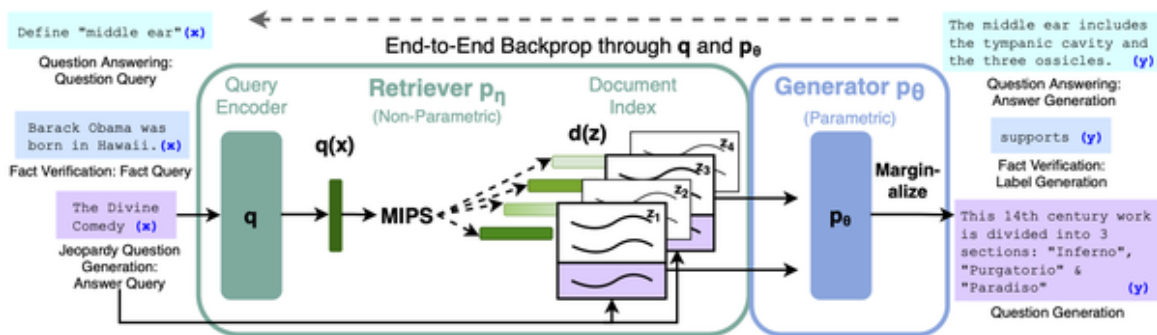 Define "middle ear"(x)
Question Answering:
Question Query
Barack Obama was
born in Hawaii.(x)
Fact Verification: Fact Query
The Divine
Comedy (x)
Jeopardy Question
Generation:
Answer Query
End-to-End Backprop through q and pθ
Query
Encoder
q
q(x)
Retriever pη
(Non-Parametric)
MIPS
Document
Index
d(z)
z4
z3
z2
z1
Generator pθ
(Parametric)
pθ
Margin-
alize
The middle ear includes
the tympanic cavity and
the three ossicles. (y)
Question Answering:
Answer Generation
supports (y)
Fact Verification:
Label Generation
This 14th century work
is divided into 3
sections: "Inferno",
"Purgatorio" &
"Paradiso" (y)
Question Generation